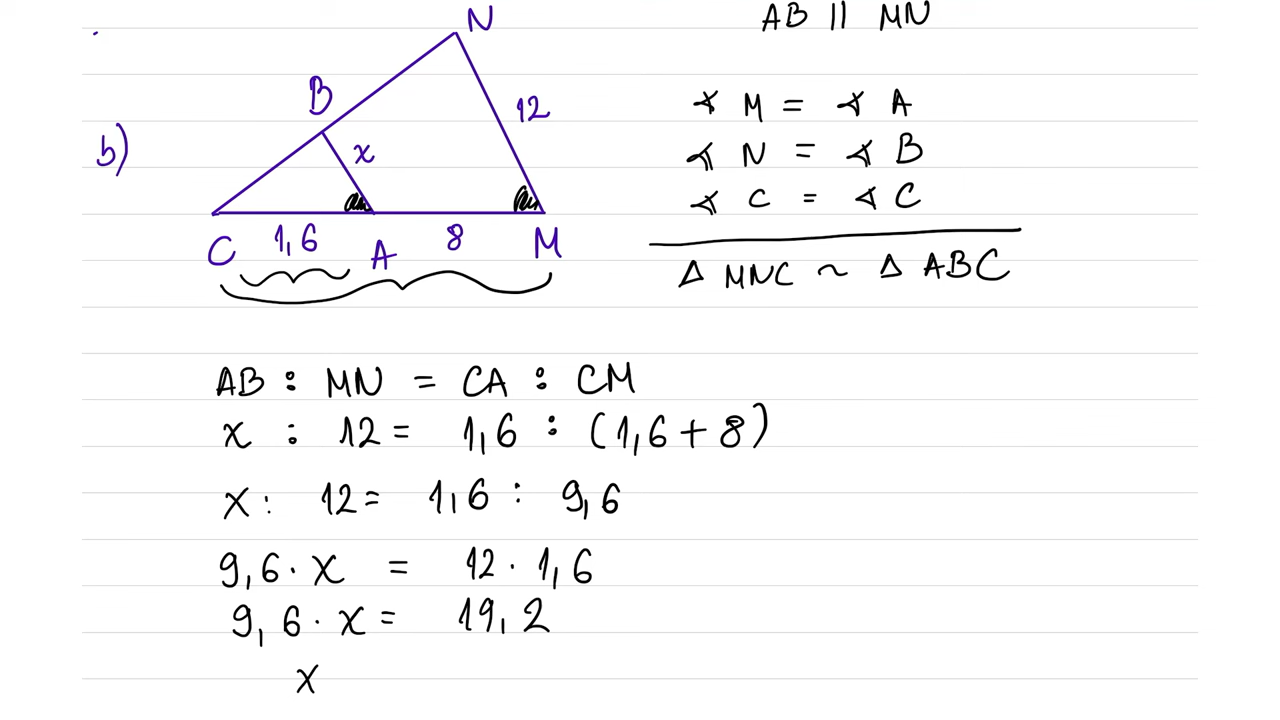 N
AB || MN
B
12
∢ M = ∢ A
b)
x
∢ N = ∢ B
∢ C = ∢ C
C 1,6 A 8 M
Δ MNC ~ Δ ABC
AB : MN = CA : CM
x : 12 = 1,6 : (1,6 + 8)
x : 12 = 1,6 : 9,6
9,6 · x = 12 · 1,6
9,6 · x = 19,2
x